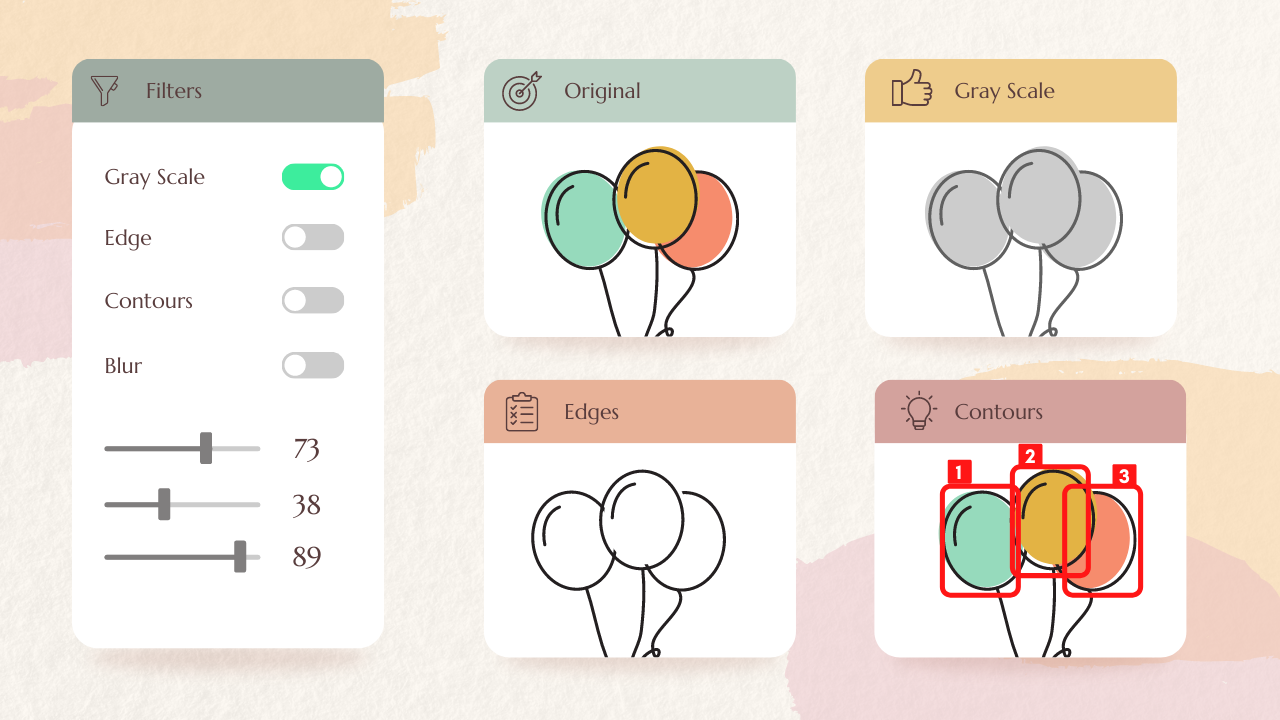 Filters
Gray Scale
Edge
Contours
Blur
73
38
89
Original
Gray Scale
Edges
Contours
1
2
3